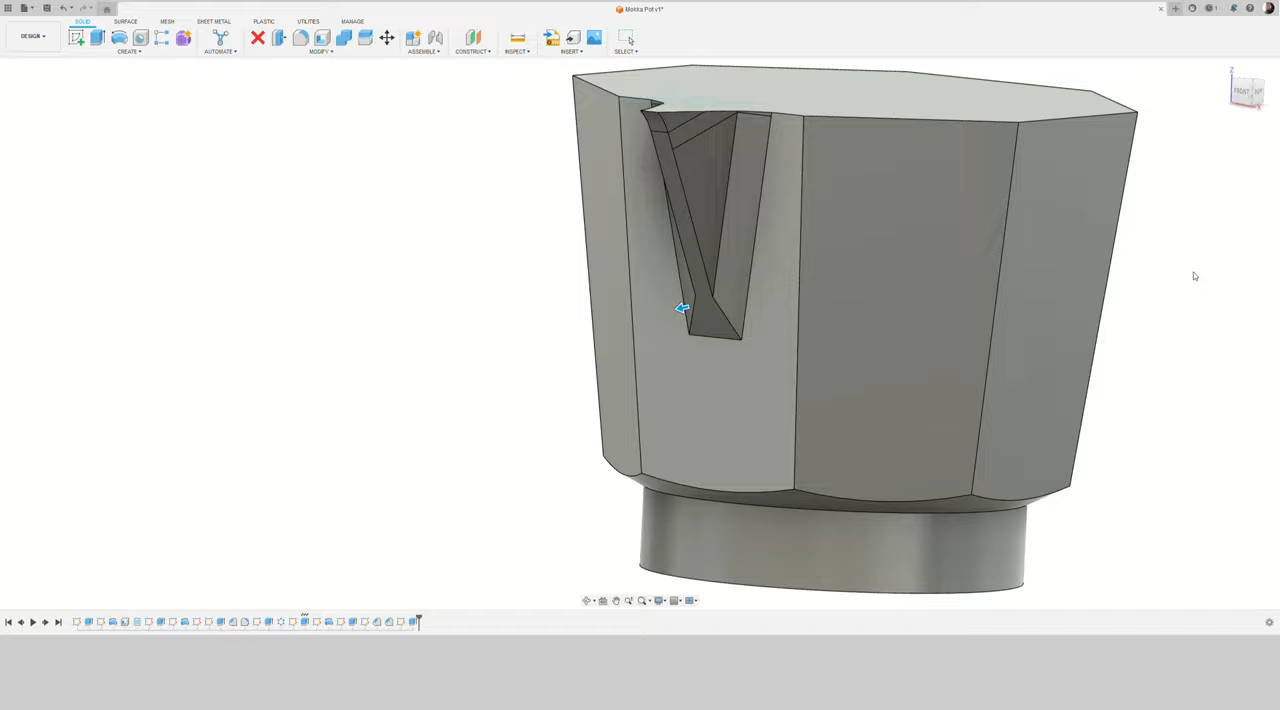 Mokka Pot v1*
1
DESIGN
SOLID
SURFACE
MESH
SHEET METAL
PLASTIC
UTILITIES
MANAGE
CREATE
AUTOMATE
MODIFY
ASSEMBLE
CONSTRUCT
INSPECT
INSERT
SELECT
Z
FRONT
X